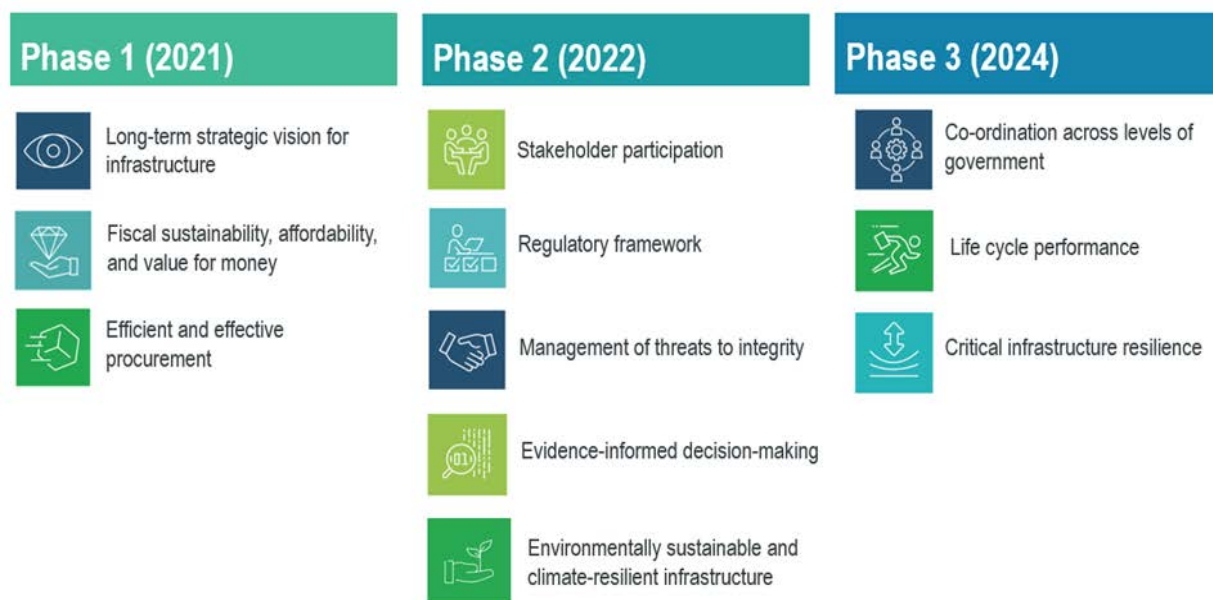 Phase 1 (2021)
Long-term strategic vision for
infrastructure
Fiscal sustainability, affordability,
and value for money
Efficient and effective
procurement
Phase 2 (2022)
Stakeholder participation
Regulatory framework
Management of threats to integrity
Evidence-informed decision-making
Environmentally sustainable and
climate-resilient infrastructure
Phase 3 (2024)
Co-ordination across levels of
government
Life cycle performance
Critical infrastructure resilience